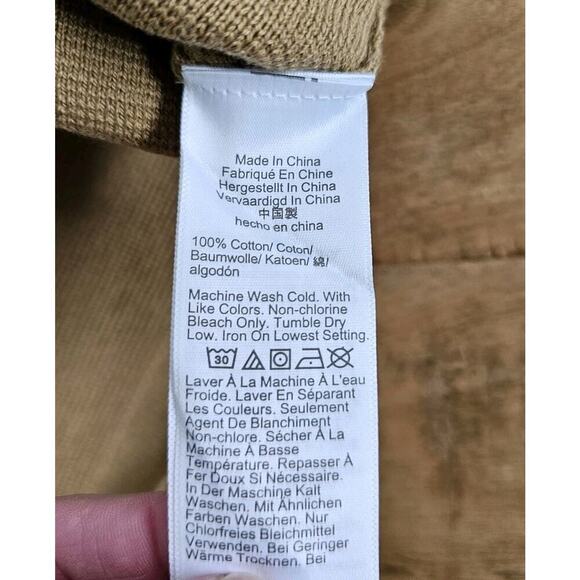 Made In China
Fabriqué En Chine
Hergestellt In China
Vervaardigd In China
中国製
hecho en china
100% Cotton/ Coton/
Baumwolle/ Katoen/ 綿/
algodón
Machine Wash Cold. With
Like Colors. Non-chlorine
Bleach Only. Tumble Dry
Low. Iron On Lowest Setting.
30
Laver À La Machine À L'eau
Froide. Laver En Séparant
Les Couleurs. Seulement
Agent De Blanchiment
Non-chlore. Sécher À La
Machine À Basse
Température. Repasser À
Fer Doux Si Nécessaire.
In Der Maschine Kalt
Waschen. Mit Ähnlichen
Farben Waschen. Nur
Chlorfreies Bleichmittel
Verwenden. Bei Geringer
Wärme Trocknen. Bei